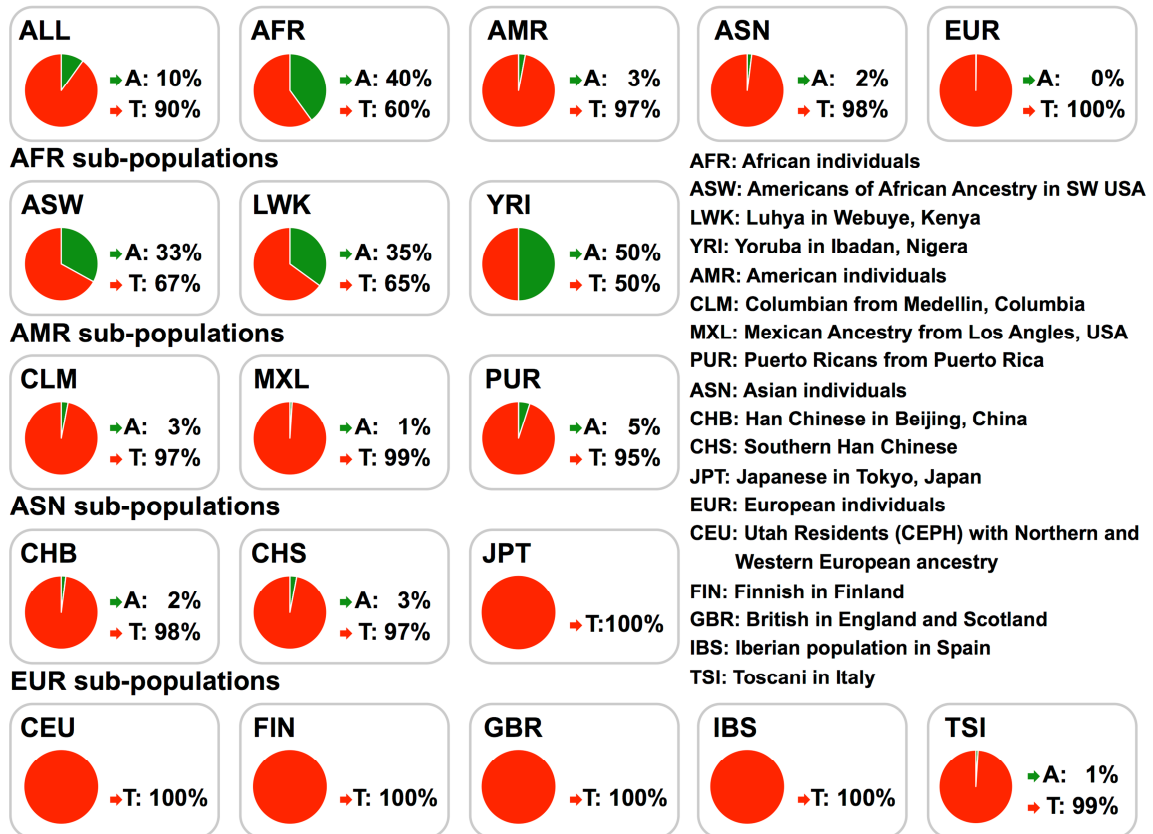 ALL
A: 10%
T: 90%
AFR
A: 40%
T: 60%
AMR
A: 3%
T: 97%
ASN
A: 2%
T: 98%
EUR
A: 0%
T: 100%
AFR sub-populations
ASW
A: 33%
T: 67%
LWK
A: 35%
T: 65%
YRI
A: 50%
T: 50%
AMR sub-populations
CLM
A: 3%
T: 97%
MXL
A: 1%
T: 99%
PUR
A: 5%
T: 95%
ASN sub-populations
CHB
A: 2%
T: 98%
CHS
A: 3%
T: 97%
JPT
T:100%
AFR: African individuals
ASW: Americans of African Ancestry in SW USA
LWK: Luhya in Webuye, Kenya
YRI: Yoruba in Ibadan, Nigera
AMR: American individuals
CLM: Columbian from Medellin, Columbia
MXL: Mexican Ancestry from Los Angles, USA
PUR: Puerto Ricans from Puerto Rica
ASN: Asian individuals
CHB: Han Chinese in Beijing, China
CHS: Southern Han Chinese
JPT: Japanese in Tokyo, Japan
EUR: European individuals
CEU: Utah Residents (CEPH) with Northern and
Western European ancestry
FIN: Finnish in Finland
GBR: British in England and Scotland
IBS: Iberian population in Spain
TSI: Toscani in Italy
EUR sub-populations
CEU
T: 100%
FIN
T: 100%
GBR
T: 100%
IBS
T: 100%
TSI
A: 1%
T: 99%